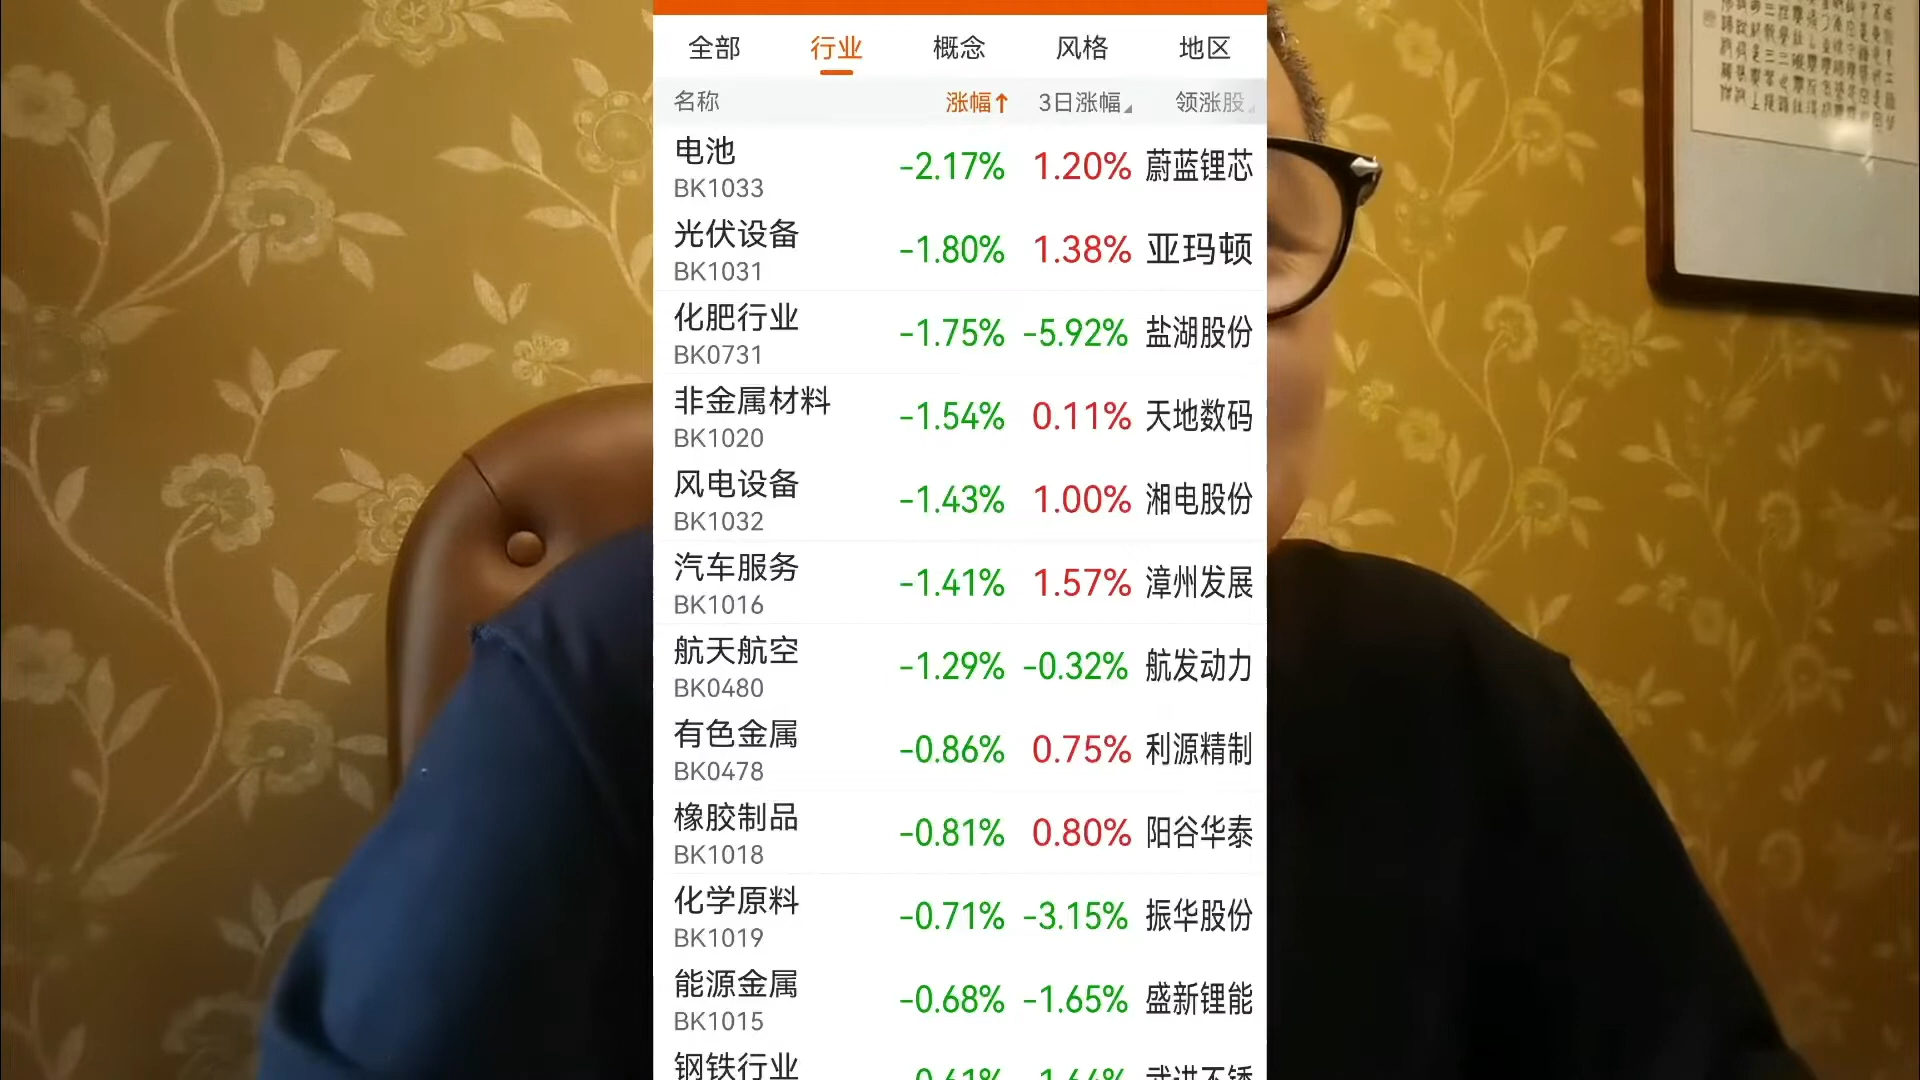 全部 行业 概念 风格 地区
名称 涨幅↑ 3日涨幅 领涨股
电池 -2.17% 1.20% 蔚蓝锂芯
BK1033
光伏设备 -1.80% 1.38% 亚玛顿
BK1031
化肥行业 -1.75% -5.92% 盐湖股份
BK0731
非金属材料 -1.54% 0.11% 天地数码
BK1020
风电设备 -1.43% 1.00% 湘电股份
BK1032
汽车服务 -1.41% 1.57% 漳州发展
BK1016
航天航空 -1.29% -0.32% 航发动力
BK0480
有色金属 -0.86% 0.75% 利源精制
BK0478
橡胶制品 -0.81% 0.80% 阳谷华泰
BK1018
化学原料 -0.71% -3.15% 振华股份
BK1019
能源金属 -0.68% -1.65% 盛新锂能
BK1015
钢铁行业